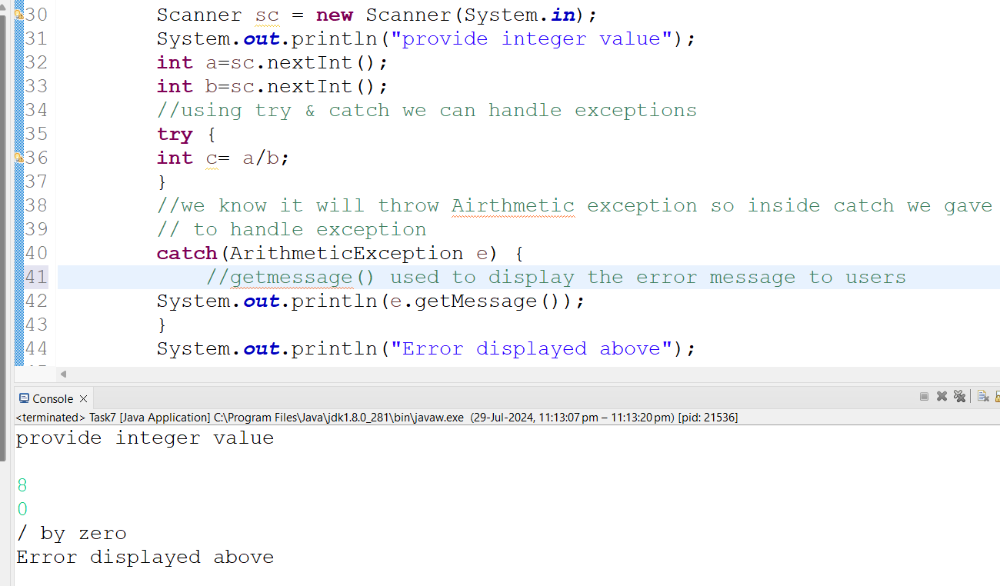 30 Scanner sc = new Scanner(System.in);
31 System.out.println("provide integer value");
32 int a=sc.nextInt();
33 int b=sc.nextInt();
34 //using try & catch we can handle exceptions
35 try {
36 int c= a/b;
37 }
38 //we know it will throw Airthmetic exception so inside catch we gave
39 // to handle exception
40 catch(ArithmeticException e) {
41 //getmessage() used to display the error message to users
42 System.out.println(e.getMessage());
43 }
44 System.out.println("Error displayed above");
Console
<terminated> Task7 [Java Application] C:\Program Files\Java\jdk1.8.0_281\bin\javaw.exe (29-Jul-2024, 11:13:07 pm – 11:13:20 pm) [pid: 21536]
provide integer value
8
0
/ by zero
Error displayed above